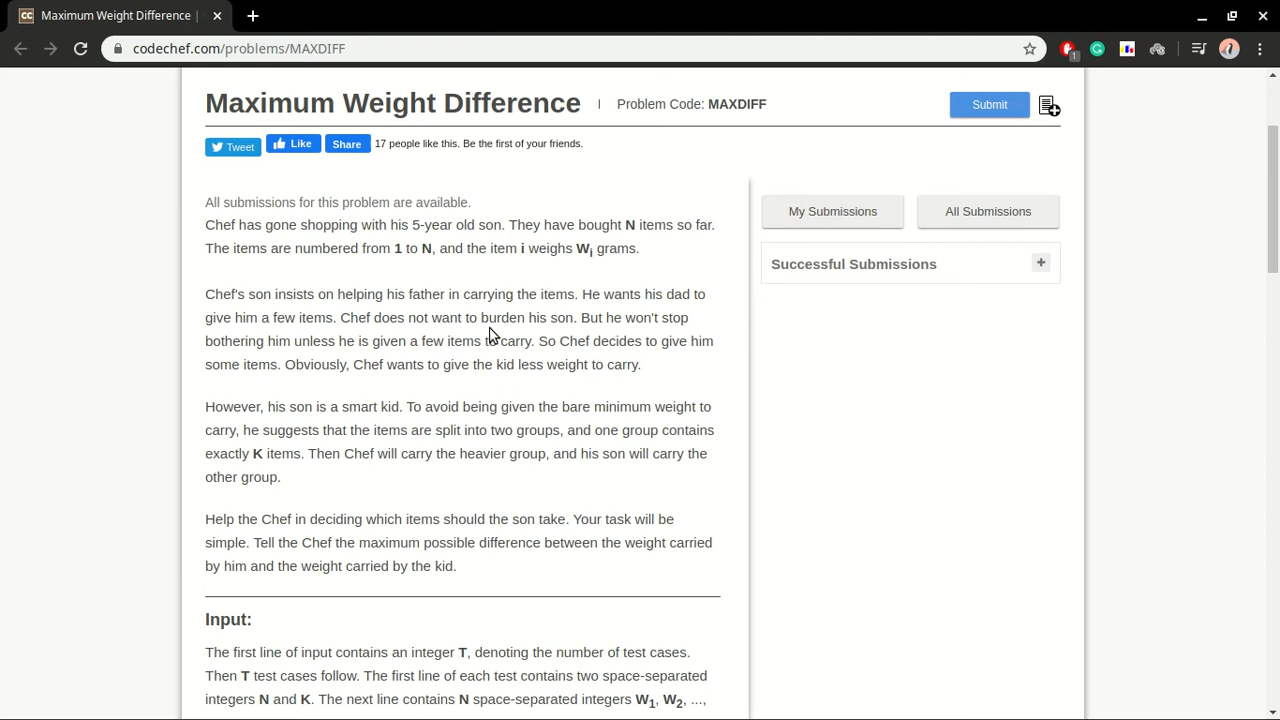 Maximum Weight Difference |
codechef.com/problems/MAXDIFF
1
Maximum Weight Difference | Problem Code: MAXDIFF Submit
Tweet Like Share 17 people like this. Be the first of your friends.
All submissions for this problem are available.
Chef has gone shopping with his 5-year old son. They have bought N items so far.
The items are numbered from 1 to N, and the item i weighs Wi grams.
Chef's son insists on helping his father in carrying the items. He wants his dad to
give him a few items. Chef does not want to burden his son. But he won't stop
bothering him unless he is given a few items to carry. So Chef decides to give him
some items. Obviously, Chef wants to give the kid less weight to carry.
However, his son is a smart kid. To avoid being given the bare minimum weight to
carry, he suggests that the items are split into two groups, and one group contains
exactly K items. Then Chef will carry the heavier group, and his son will carry the
other group.
Help the Chef in deciding which items should the son take. Your task will be
simple. Tell the Chef the maximum possible difference between the weight carried
by him and the weight carried by the kid.
Input:
The first line of input contains an integer T, denoting the number of test cases.
Then T test cases follow. The first line of each test contains two space-separated
integers N and K. The next line contains N space-separated integers W1, W2, ...,
My Submissions All Submissions
Successful Submissions +